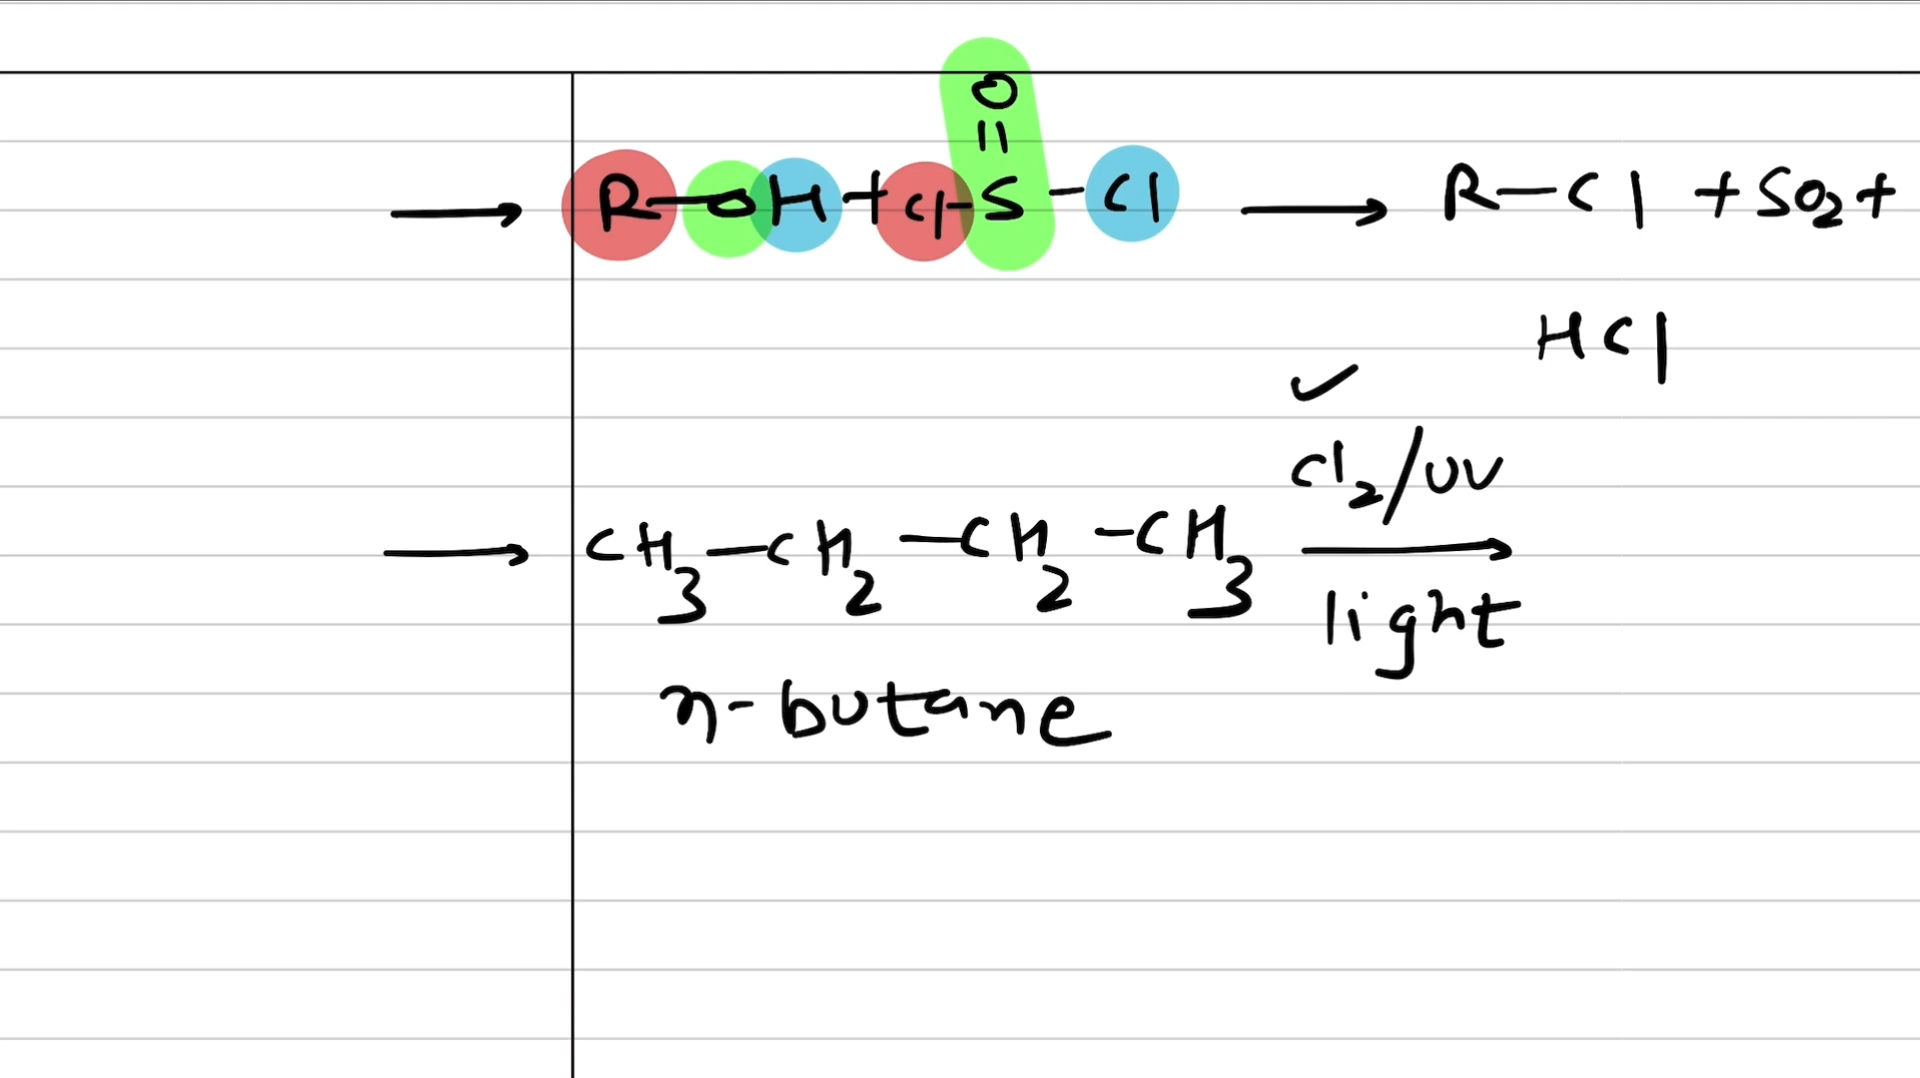 O
||
⟶ R-OH + Cl-S-Cl ⟶ R-Cl + SO₂ +
HCl
✓
Cl₂/UV
⟶ CH₃-CH₂-CH₂-CH₃ ⟶
light
n-butane